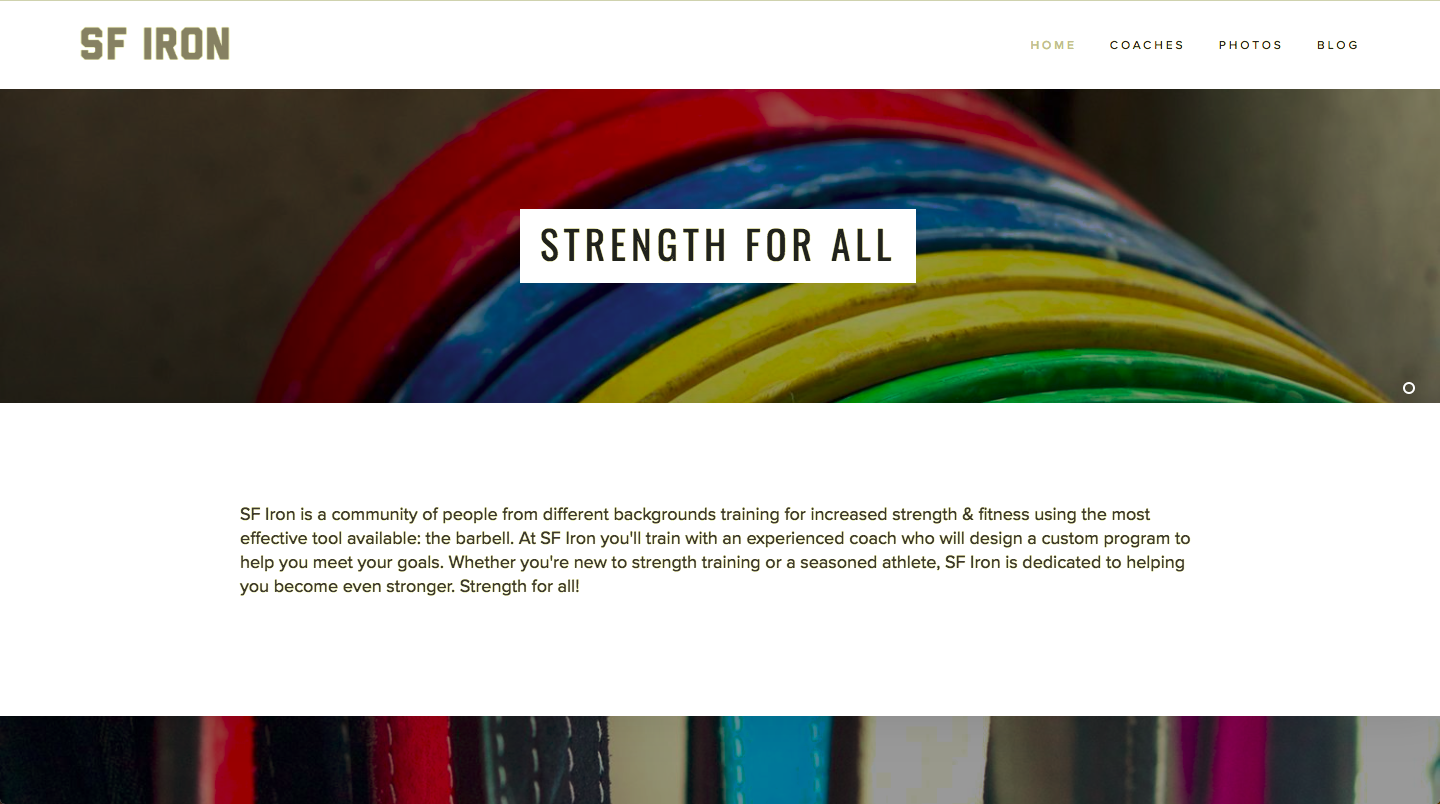 SF IRON
HOME COACHES PHOTOS BLOG
STRENGTH FOR ALL
SF Iron is a community of people from different backgrounds training for increased strength & fitness using the most
effective tool available: the barbell. At SF Iron you'll train with an experienced coach who will design a custom program to
help you meet your goals. Whether you're new to strength training or a seasoned athlete, SF Iron is dedicated to helping
you become even stronger. Strength for all!